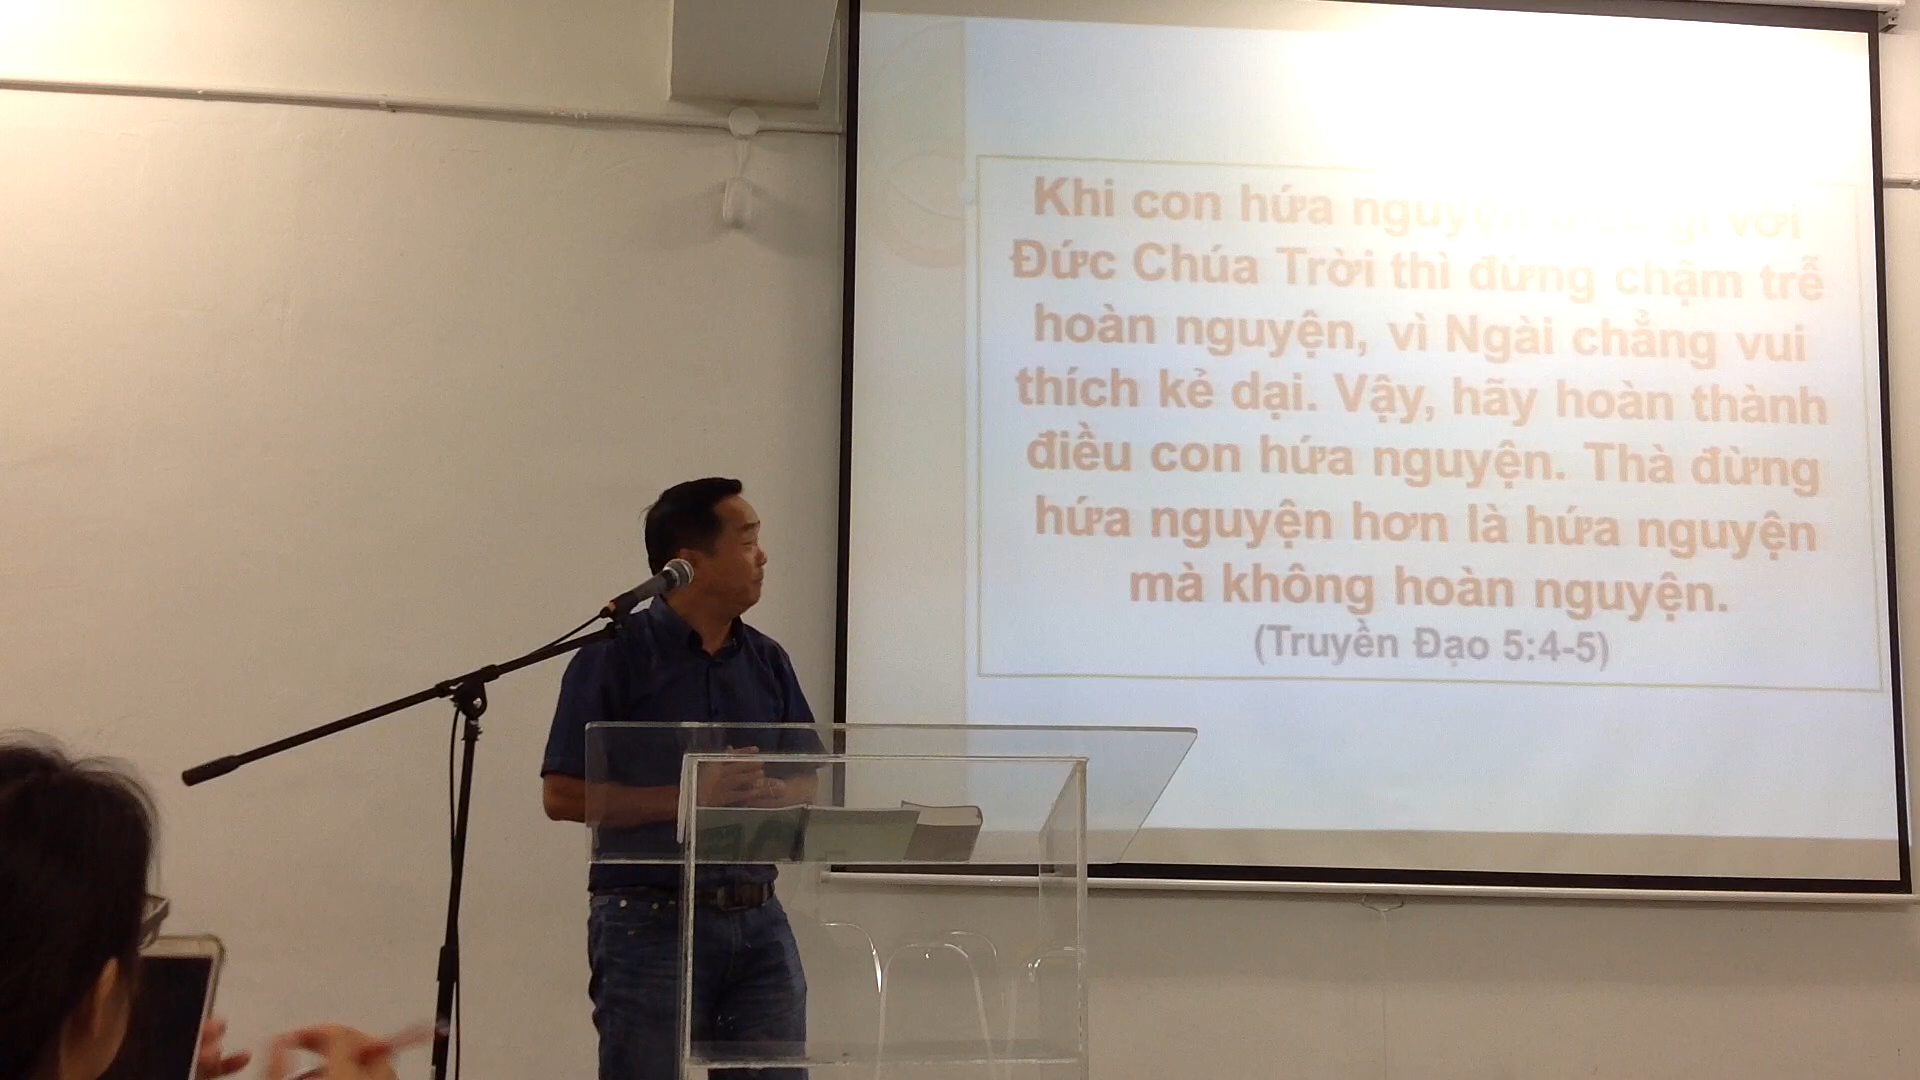 Khi con hứa nguyện với
Đức Chúa Trời thì đừng chậm trễ
hoàn nguyện, vì Ngài chẳng vui
thích kẻ dại. Vậy, hãy hoàn thành
điều con hứa nguyện. Thà đừng
hứa nguyện hơn là hứa nguyện
mà không hoàn nguyện.
(Truyền Đạo 5:4-5)